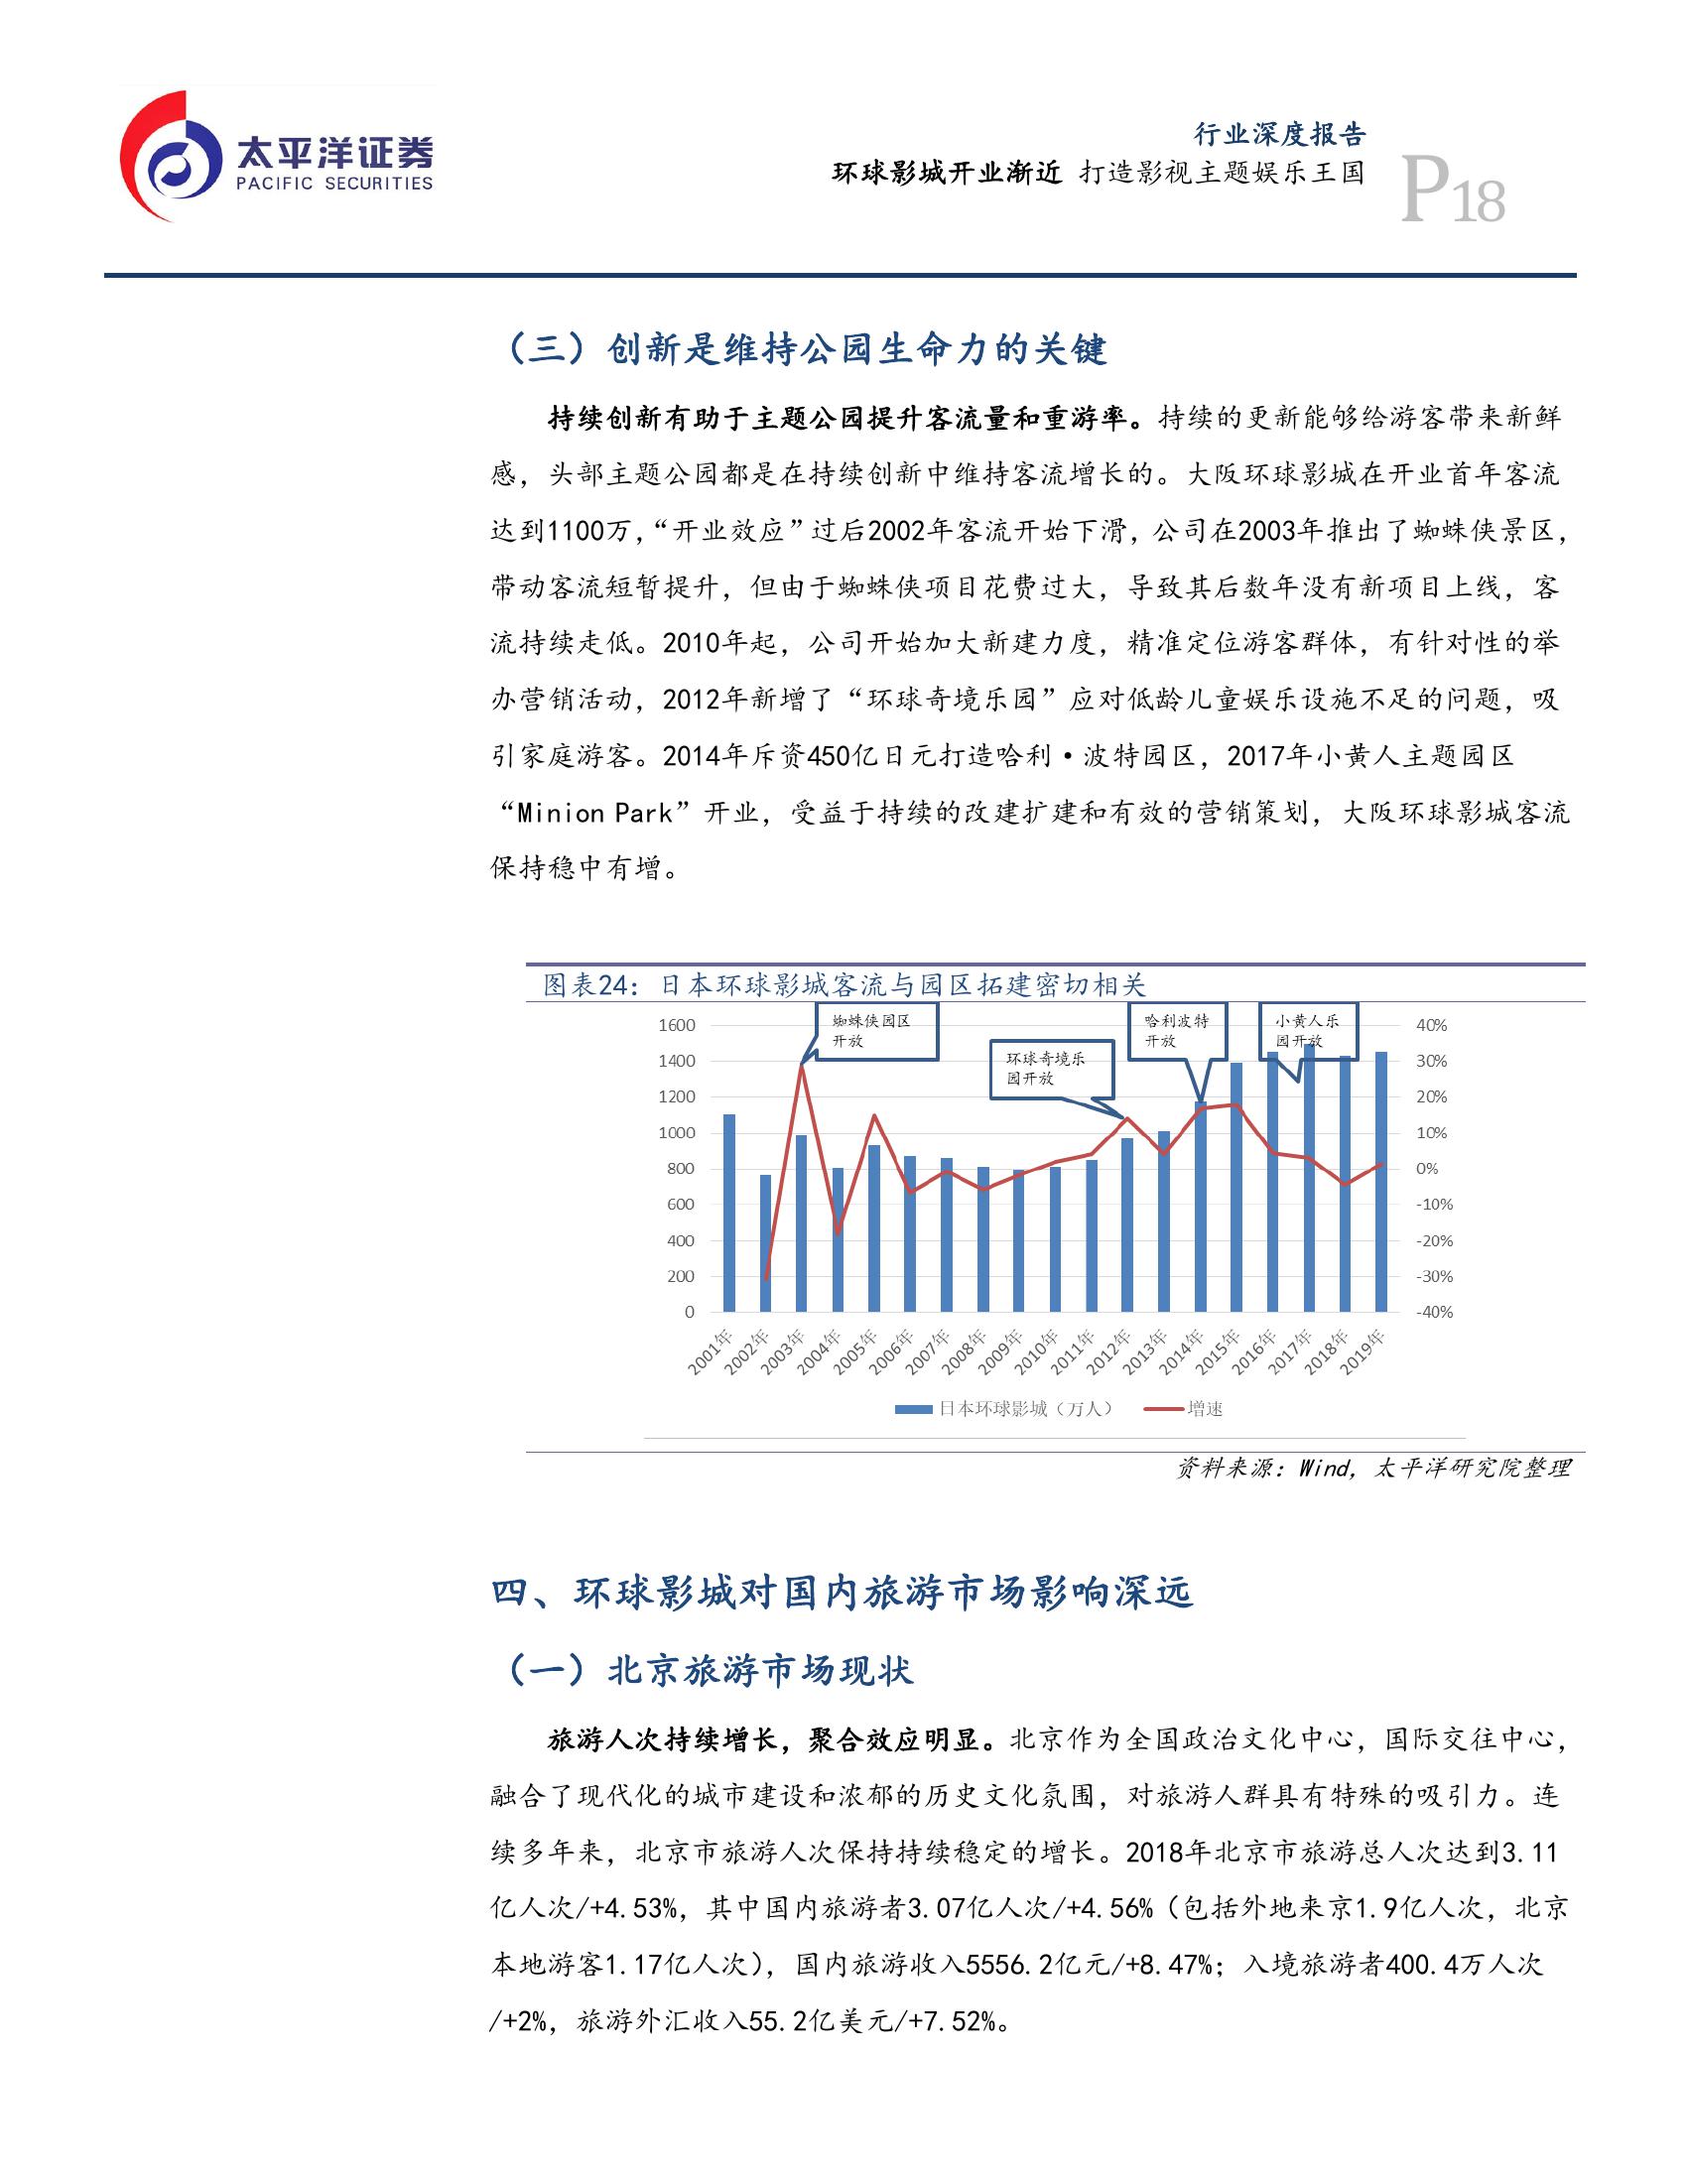 太平洋证券
PACIFIC SECURITIES
行业深度报告
环球影城开业渐近 打造影视主题娱乐王国
P18
（三）创新是维持公园生命力的关键
持续创新有助于主题公园提升客流量和重游率。持续的更新能够给游客带来新鲜
感，头部主题公园都是在持续创新中维持客流增长的。大阪环球影城在开业首年客流
达到1100万，“开业效应”过后2002年客流开始下滑，公司在2003年推出了蜘蛛侠景区，
带动客流短暂提升，但由于蜘蛛侠项目花费过大，导致其后数年没有新项目上线，客
流持续走低。2010年起，公司开始加大新建力度，精准定位游客群体，有针对性的举
办营销活动，2012年新增了“环球奇境乐园”应对低龄儿童娱乐设施不足的问题，吸
引家庭游客。2014年斥资450亿日元打造哈利·波特园区，2017年小黄人主题园区
“Minion Park”开业，受益于持续的改建扩建和有效的营销策划，大阪环球影城客流
保持稳中有增。
图表24：日本环球影城客流与园区拓建密切相关
蜘蛛侠园区
开放
环球奇境乐
园开放
哈利波特
开放
小黄人乐
园开放
1600
1400
1200
1000
800
600
400
200
0
40%
30%
20%
10%
0%
-10%
-20%
-30%
-40%
2001年
2002年
2003年
2004年
2005年
2006年
2007年
2008年
2009年
2010年
2011年
2012年
2013年
2014年
2015年
2016年
2017年
2018年
2019年
日本环球影城（万人）
增速
资料来源：Wind，太平洋研究院整理
四、环球影城对国内旅游市场影响深远
（一）北京旅游市场现状
旅游人次持续增长，聚合效应明显。北京作为全国政治文化中心，国际交往中心，
融合了现代化的城市建设和浓郁的历史文化氛围，对旅游人群具有特殊的吸引力。连
续多年来，北京市旅游人次保持持续稳定的增长。2018年北京市旅游总人次达到3.11
亿人次/+4.53%，其中国内旅游者3.07亿人次/+4.56%（包括外地来京1.9亿人次，北京
本地游客1.17亿人次），国内旅游收入5556.2亿元/+8.47%；入境旅游者400.4万人次
/+2%，旅游外汇收入55.2亿美元/+7.52%。